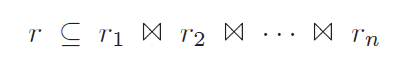 r ⊆ r₁ ⋈ r₂ ⋈ ⋯ ⋈ rₙ